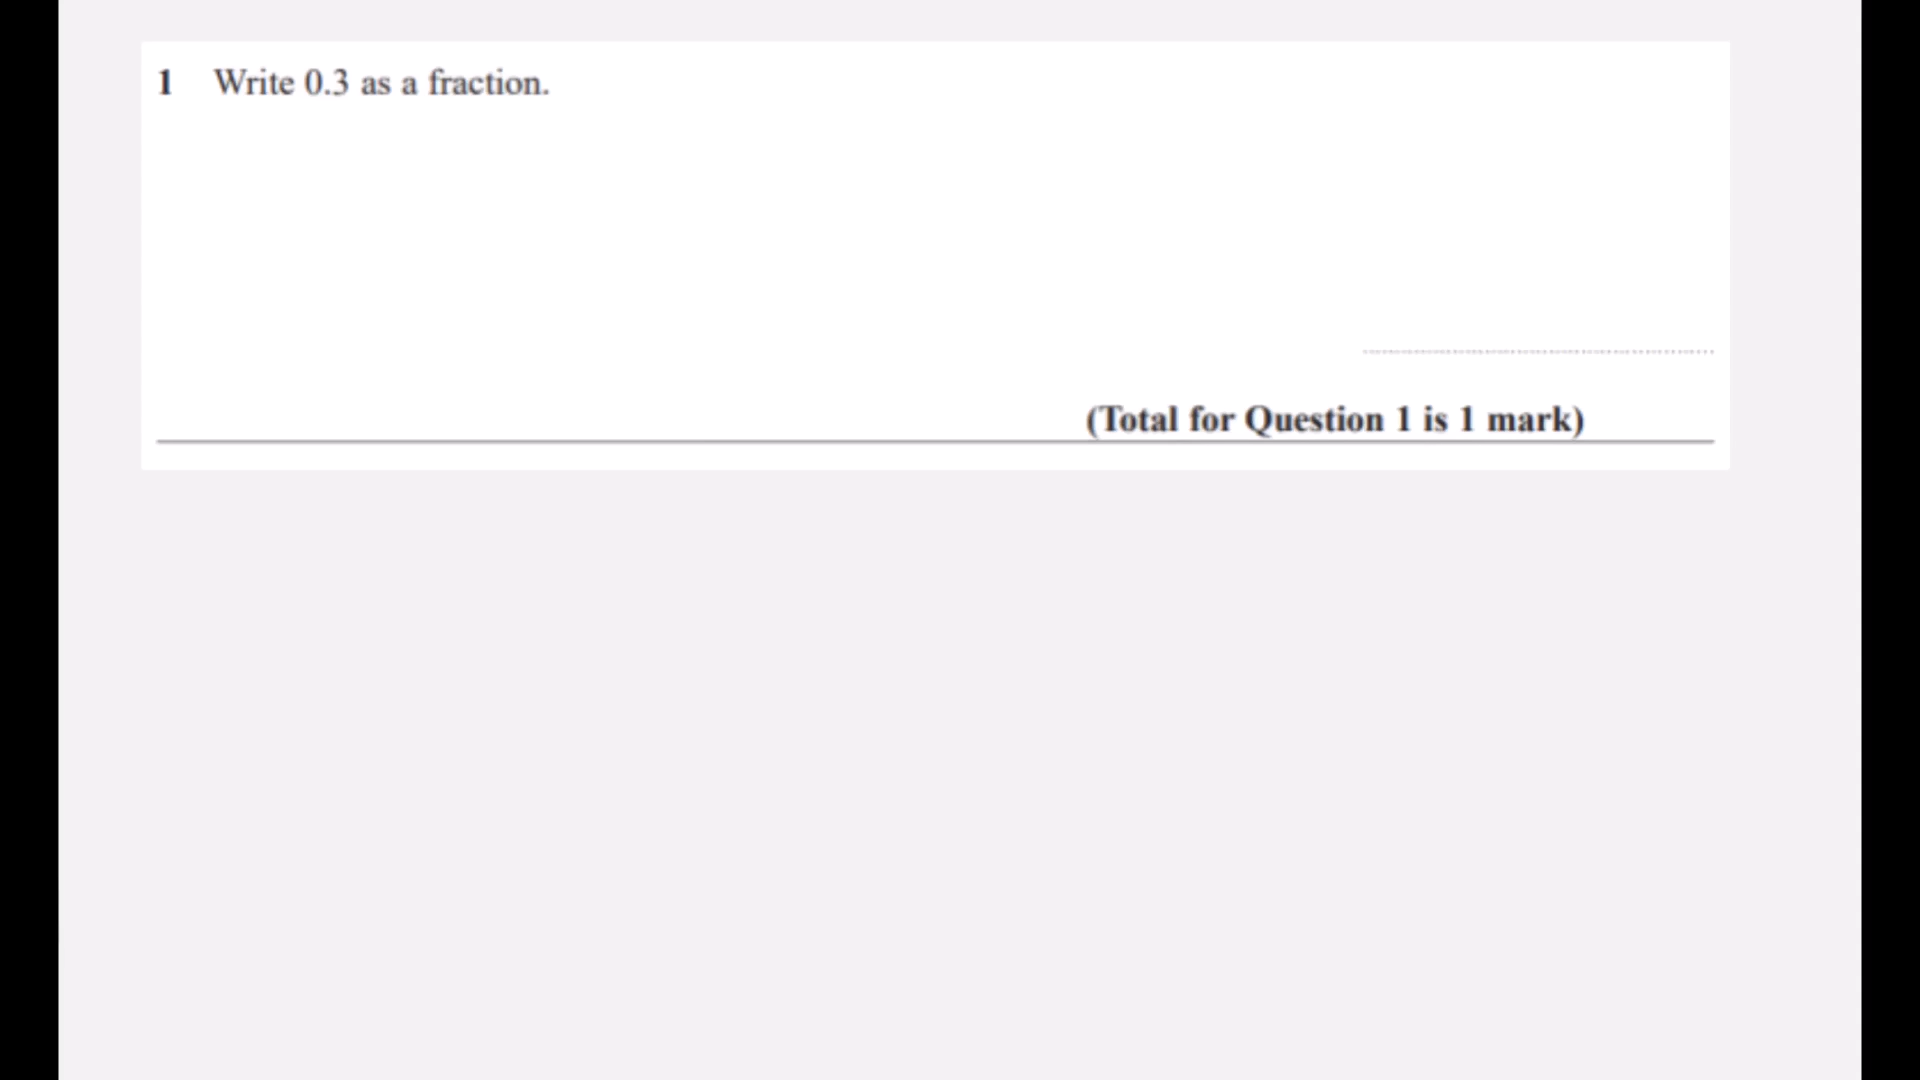 1 Write 0.3 as a fraction.
(Total for Question 1 is 1 mark)